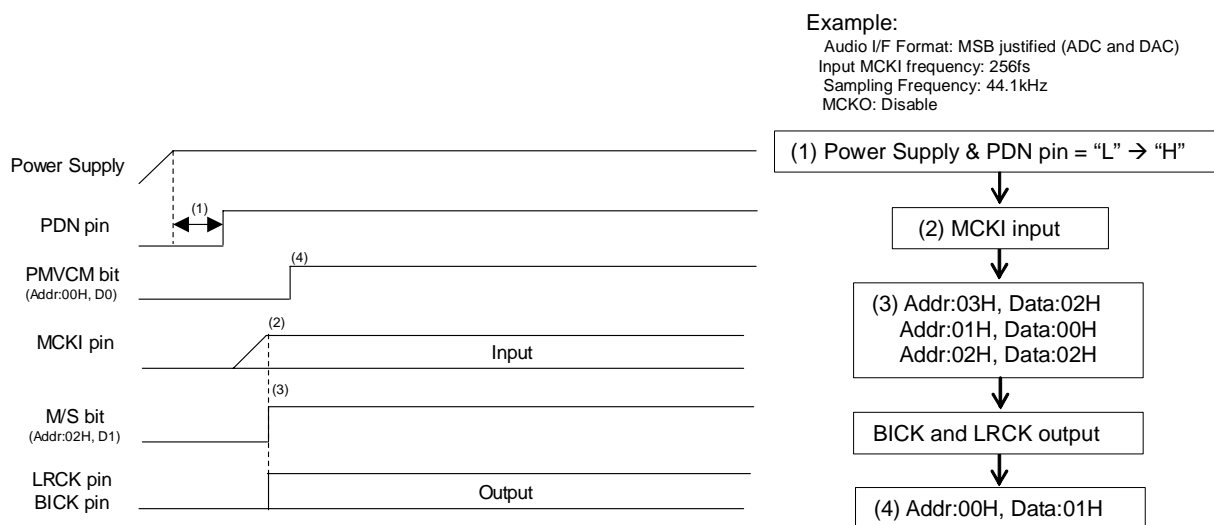 Example:
Audio I/F Format: MSB justified (ADC and DAC)
Input MCKI frequency: 256fs
Sampling Frequency: 44.1kHz
MCKO: Disable
Power Supply
(1)
PDN pin
PMVCM bit
(Addr:00H, D0)
(4)
MCKI pin
(2)
Input
M/S bit
(Addr:02H, D1)
(3)
LRCK pin
BICK pin
Output
(1) Power Supply & PDN pin = “L” → “H”
(2) MCKI input
(3) Addr:03H, Data:02H
Addr:01H, Data:00H
Addr:02H, Data:02H
BICK and LRCK output
(4) Addr:00H, Data:01H